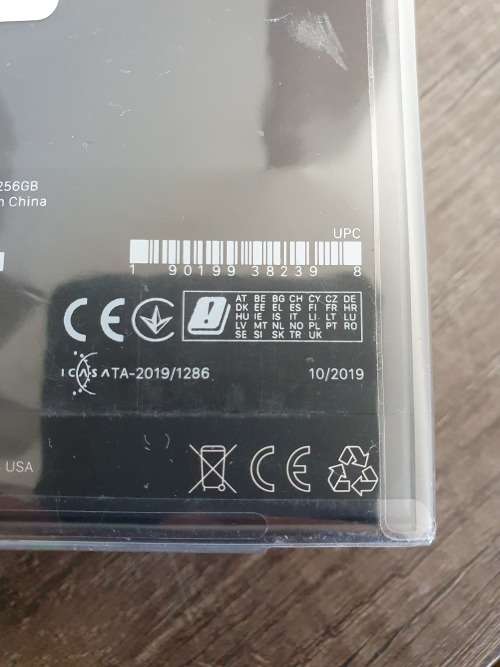 256GB
China
UPC
1 90199 38239 8
CE
AT BE BG CH CY CZ DE
DK EE EL ES FI FR HR
HU IE IS IT LI LT LU
LV MT NL NO PL PT RO
SE SI SK TR UK
ICASA TA-2019/1286
10/2019
USA
CE